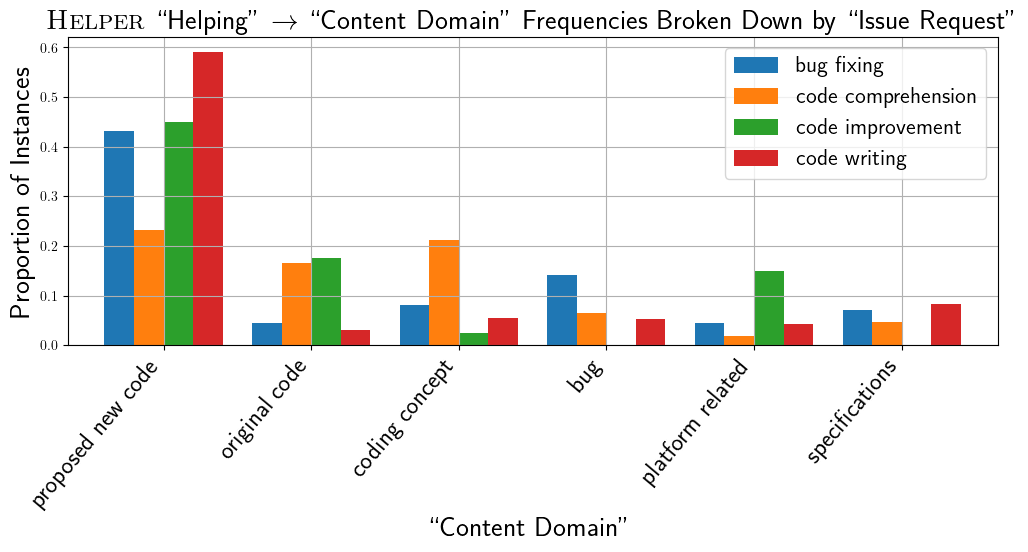 HELPER “Helping” → “Content Domain” Frequencies Broken Down by “Issue Request”
Proportion of Instances
0.6
0.5
0.4
0.3
0.2
0.1
0.0
bug fixing
code comprehension
code improvement
code writing
proposed new code
original code
coding concept
bug
platform related
specifications
“Content Domain”